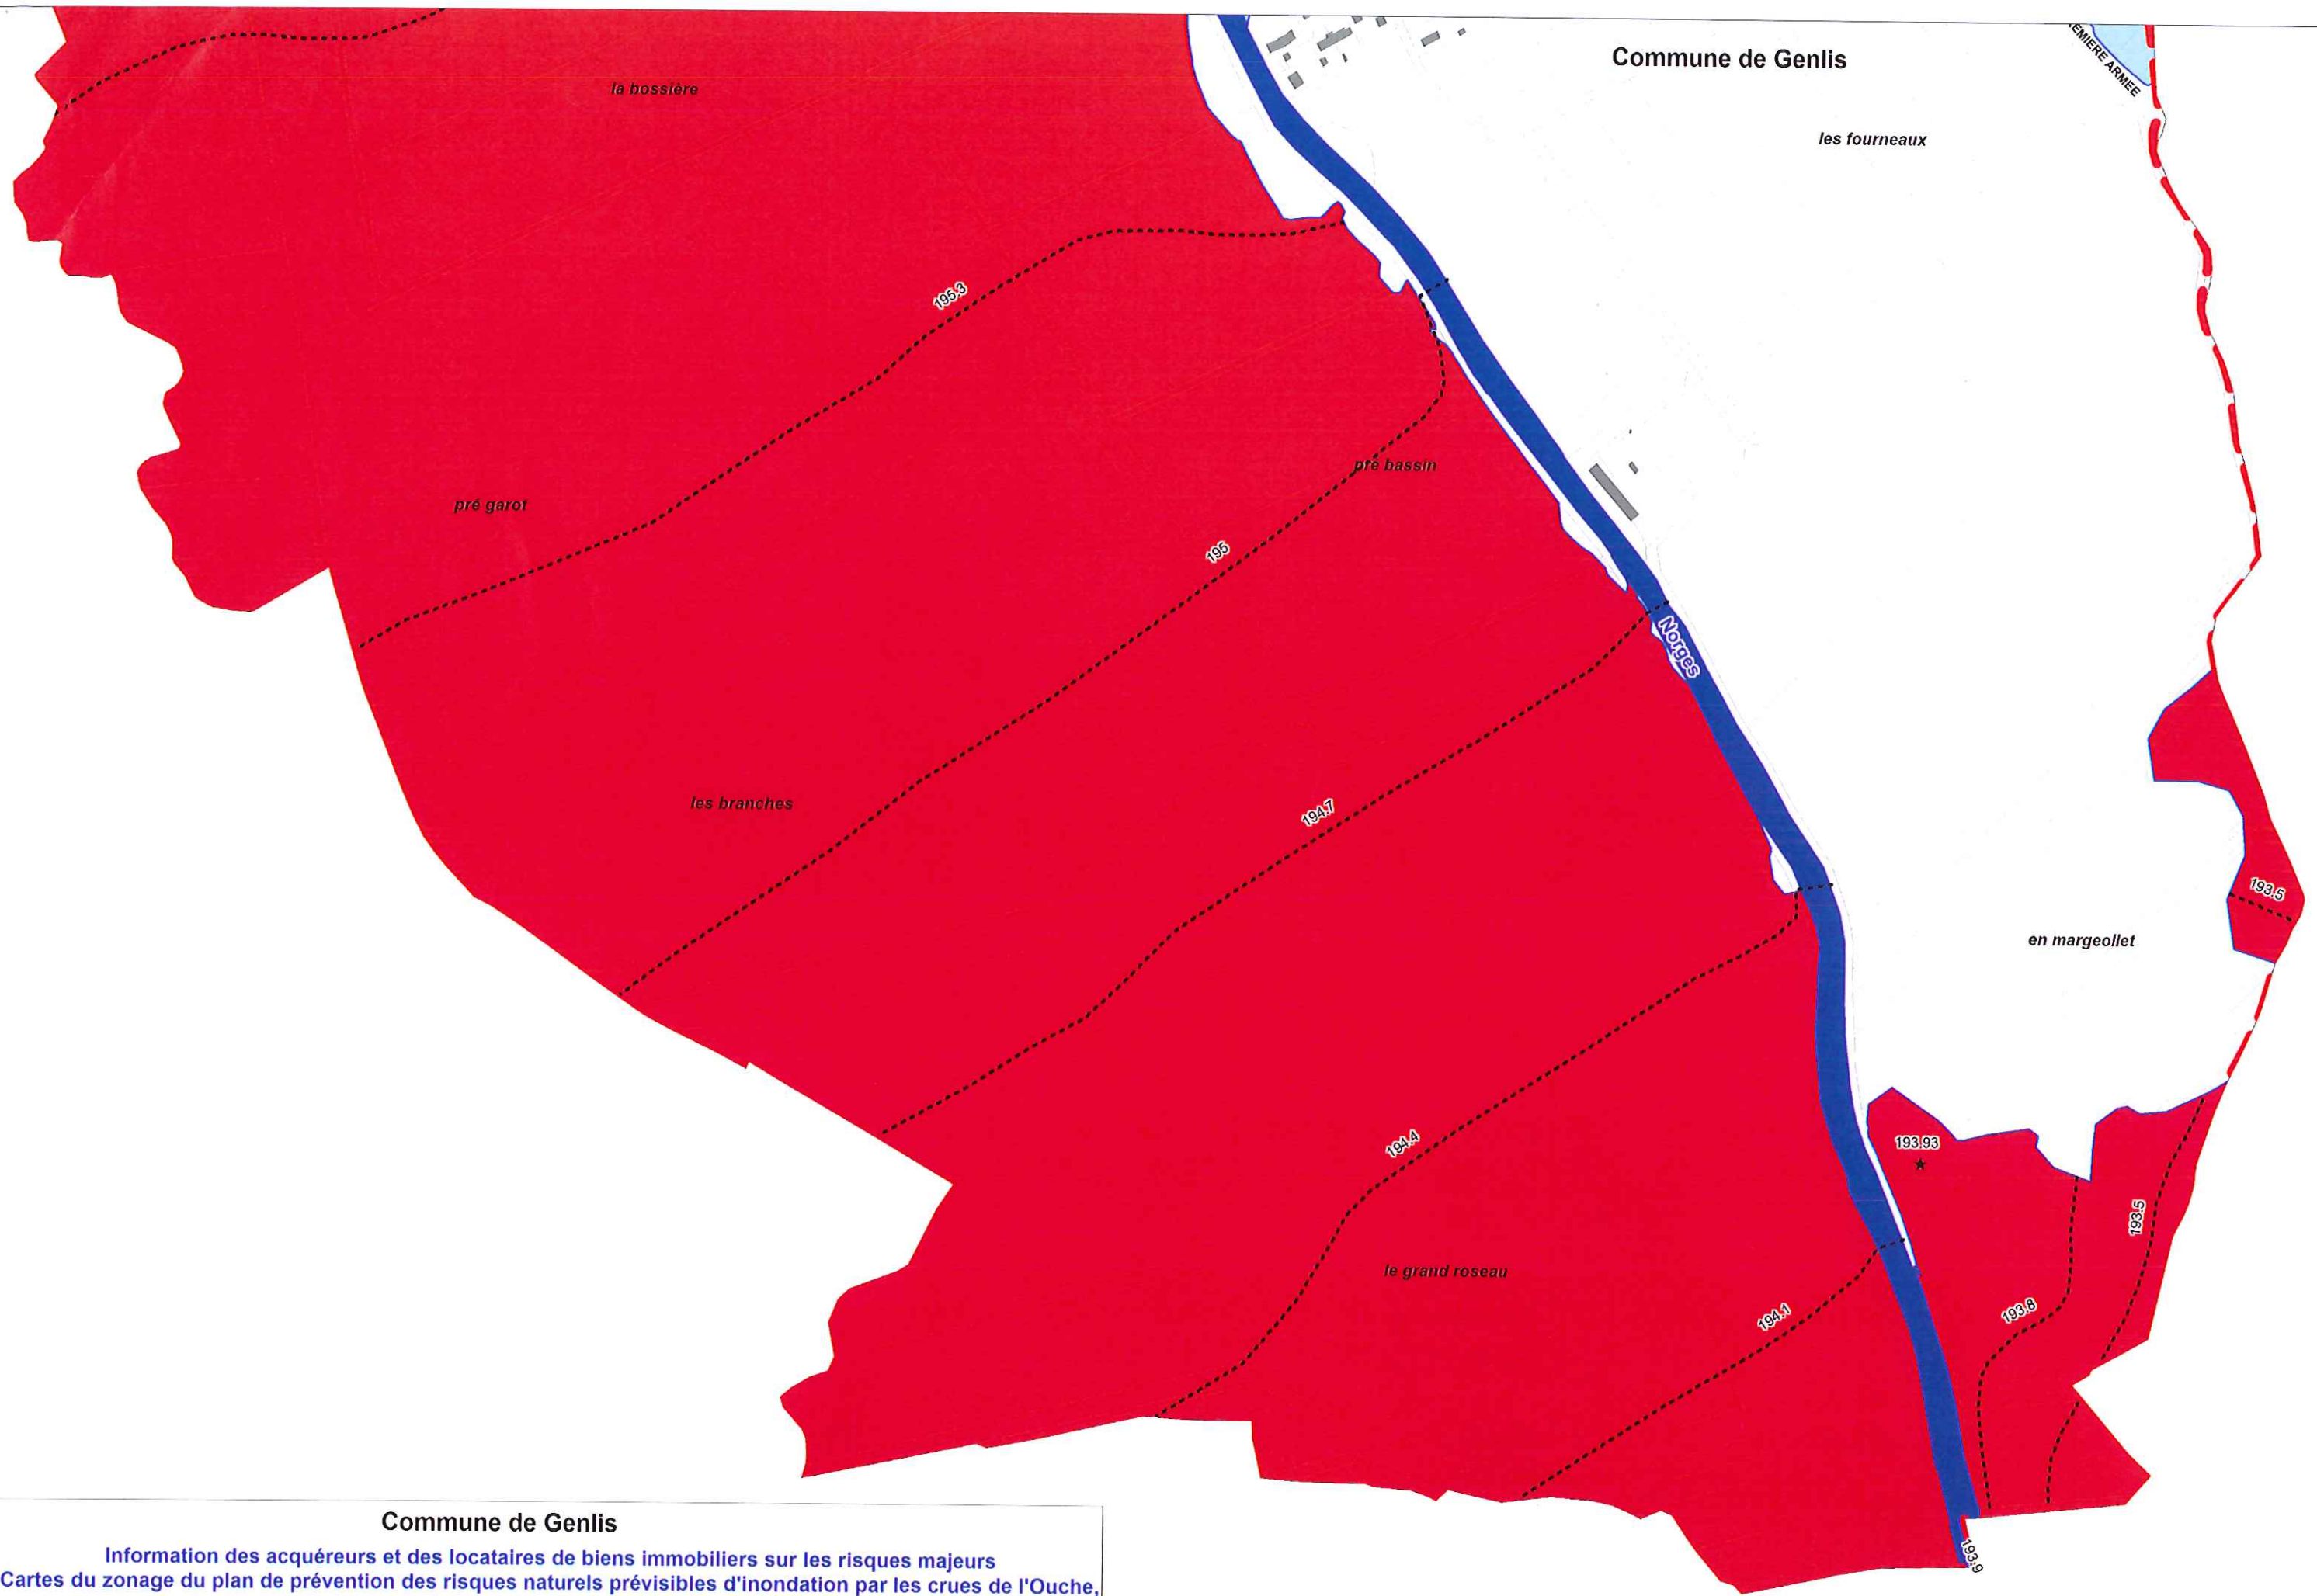 Commune de Genlis
la bossière
les fourneaux
195.3
pré bassin
pré garot
195
Norges
les branches
194.7
193.5
en margeollet
193.93
194.4
193.5
le grand roseau
193.8
194.1
193.9
Commune de Genlis
Information des acquéreurs et des locataires de biens immobiliers sur les risques majeurs
Cartes du zonage du plan de prévention des risques naturels prévisibles d'inondation par les crues de l'Ouche,
ARMEE